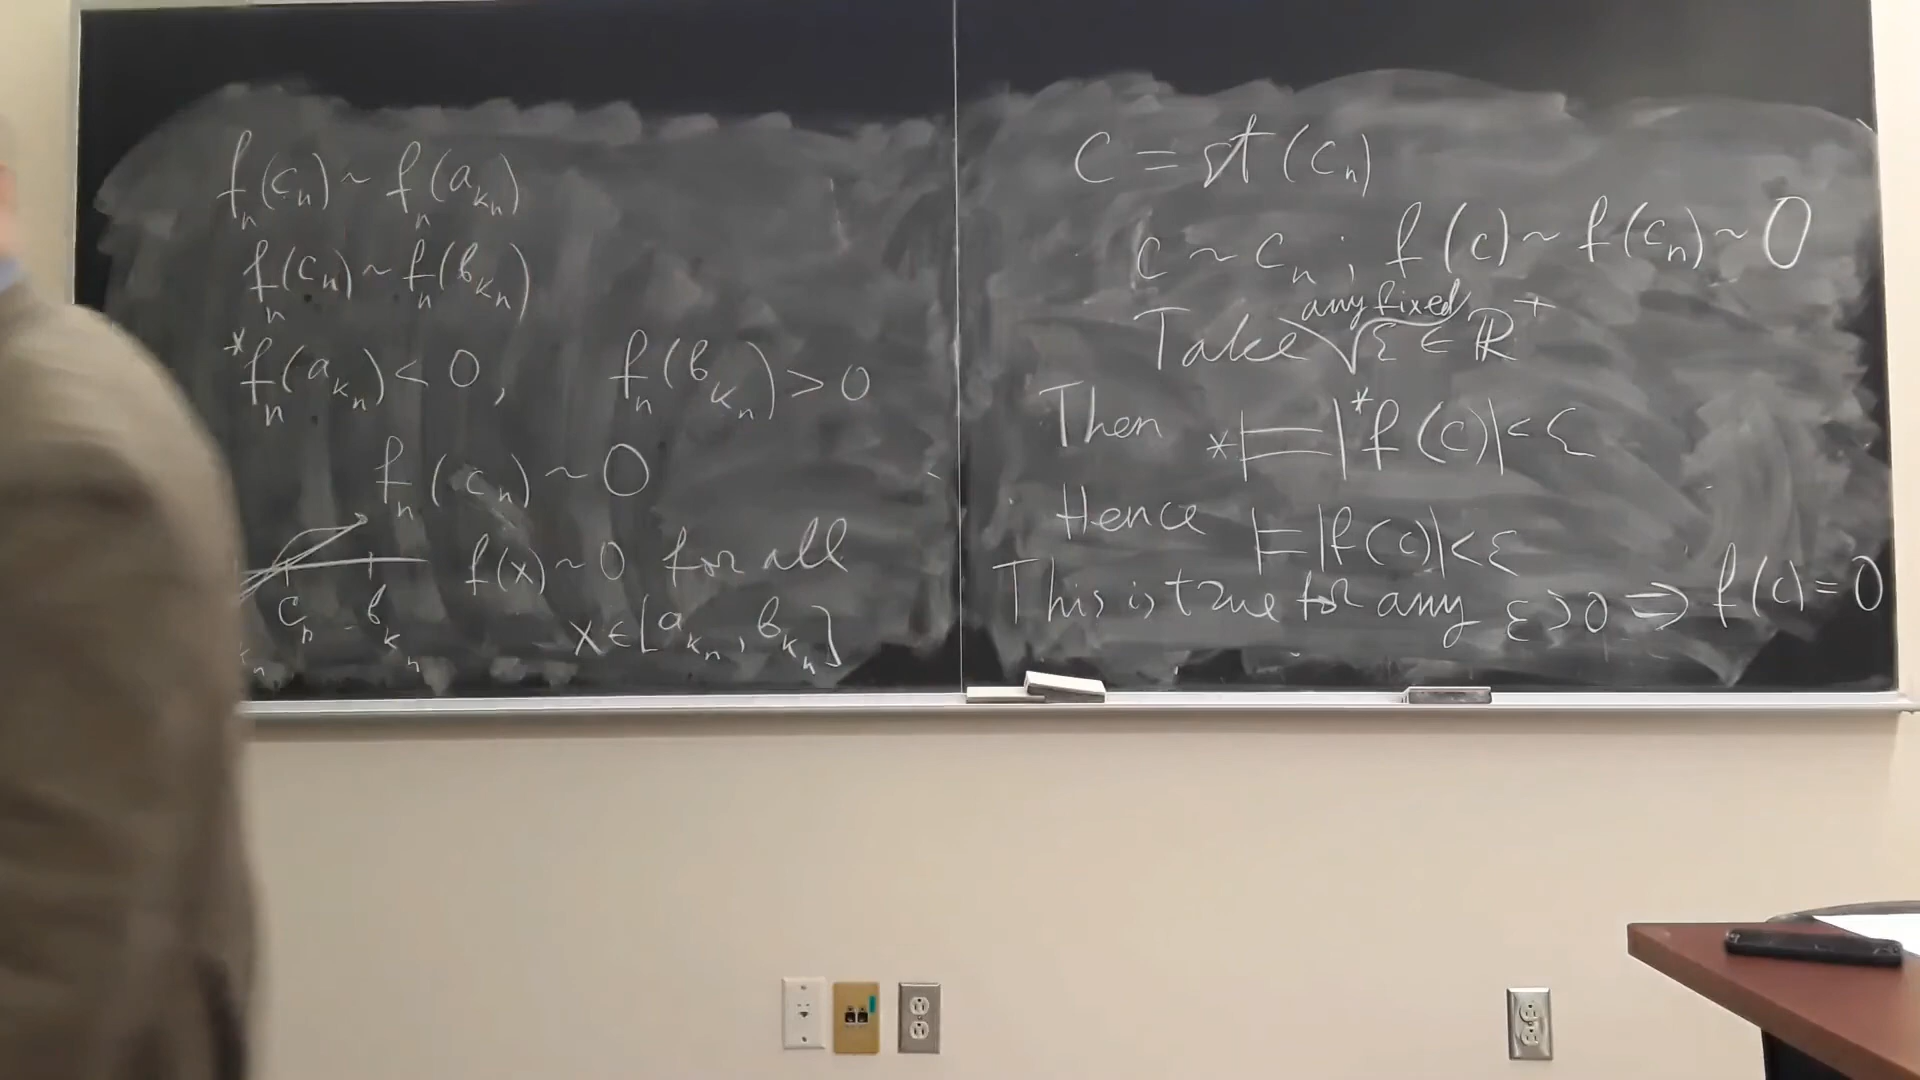 f_n(c_n) ~ f_n(a_{k_n})
f_n(c_n) ~ f_n(b_{k_n})
*f_n(a_{k_n}) < 0, f_n(b_{k_n}) > 0
f_n(c_n) ~ 0
f(x) ~ 0 for all
c_n b_{k_n} x ∈ [a_{k_n}, b_{k_n}]
k_n
c = st(c_n)
c ~ c_n ; f(c) ~ f(c_n) ~ 0
any fixed
Take √ ε ∈ ℝ^+
Then * ⊨ |*f(c)| < ε
Hence ⊨ |f(c)| < ε
This is true for any ε > 0 ⇒ f(c) = 0